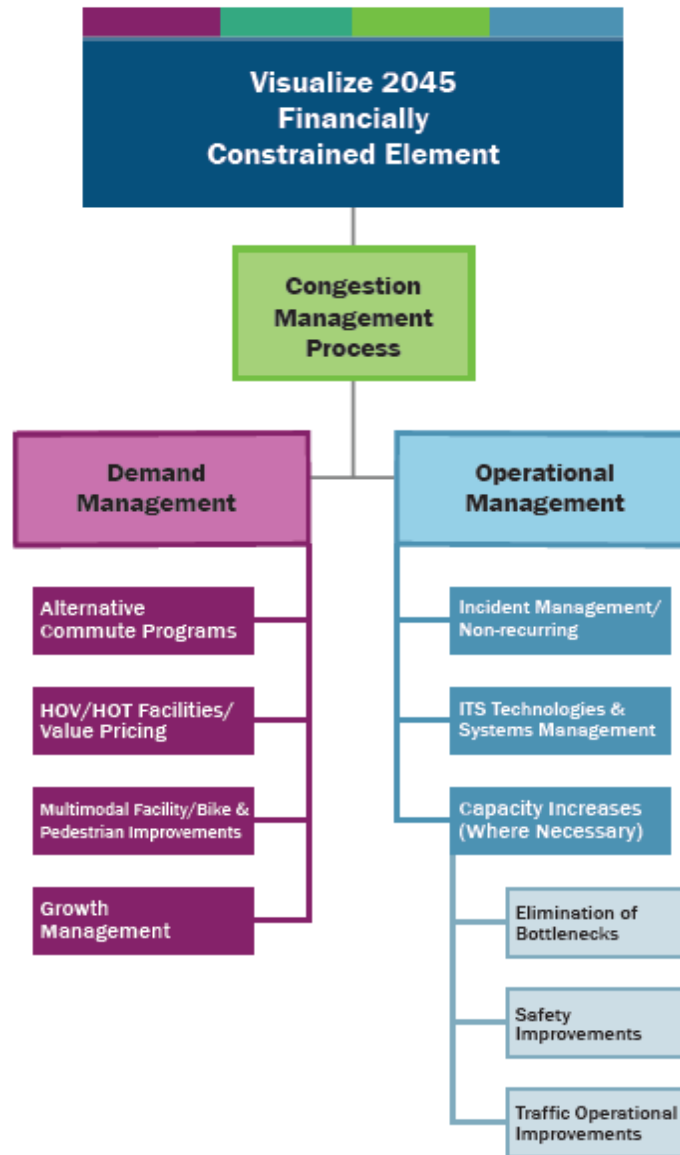 Visualize 2045
Financially
Constrained Element
Congestion
Management
Process
Demand
Management
Alternative
Commute Programs
HOV/HOT Facilities/
Value Pricing
Multimodal Facility/Bike &
Pedestrian Improvements
Growth
Management
Operational
Management
Incident Management/
Non-recurring
ITS Technologies &
Systems Management
Capacity Increases
(Where Necessary)
Elimination of
Bottlenecks
Safety
Improvements
Traffic Operational
Improvements